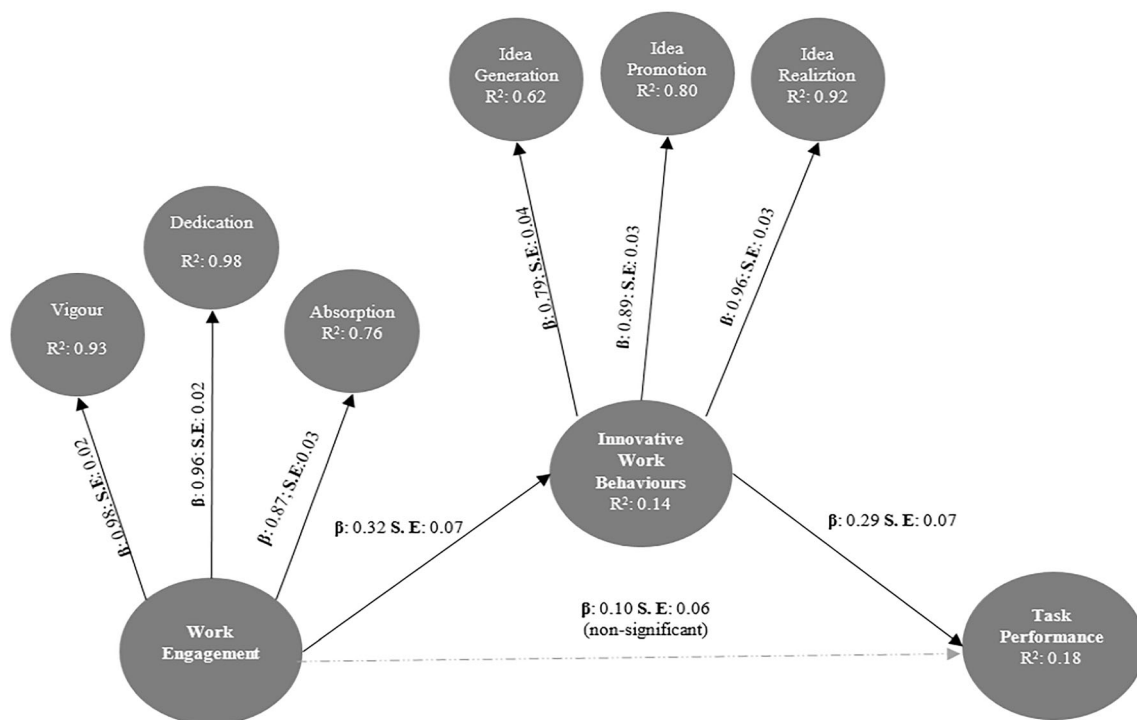 Idea
Generation
R²: 0.62
Idea
Promotion
R²: 0.80
Idea
Realiztion
R²: 0.92
Dedication
R²: 0.98
Vigour
R²: 0.93
Absorption
R²: 0.76
β: 0.79; S.E: 0.04
β: 0.89: S.E: 0.03
β: 0.96: S.E: 0.03
β: 0.98: S.E: 0.02
β: 0.96: S.E: 0.02
β: 0.87; S.E:0.03
Innovative
Work
Behaviours
R²: 0.14
β: 0.32 S. E: 0.07
β: 0.29 S. E: 0.07
β: 0.10 S. E: 0.06
(non-significant)
Work
Engagement
Task
Performance
R²: 0.18